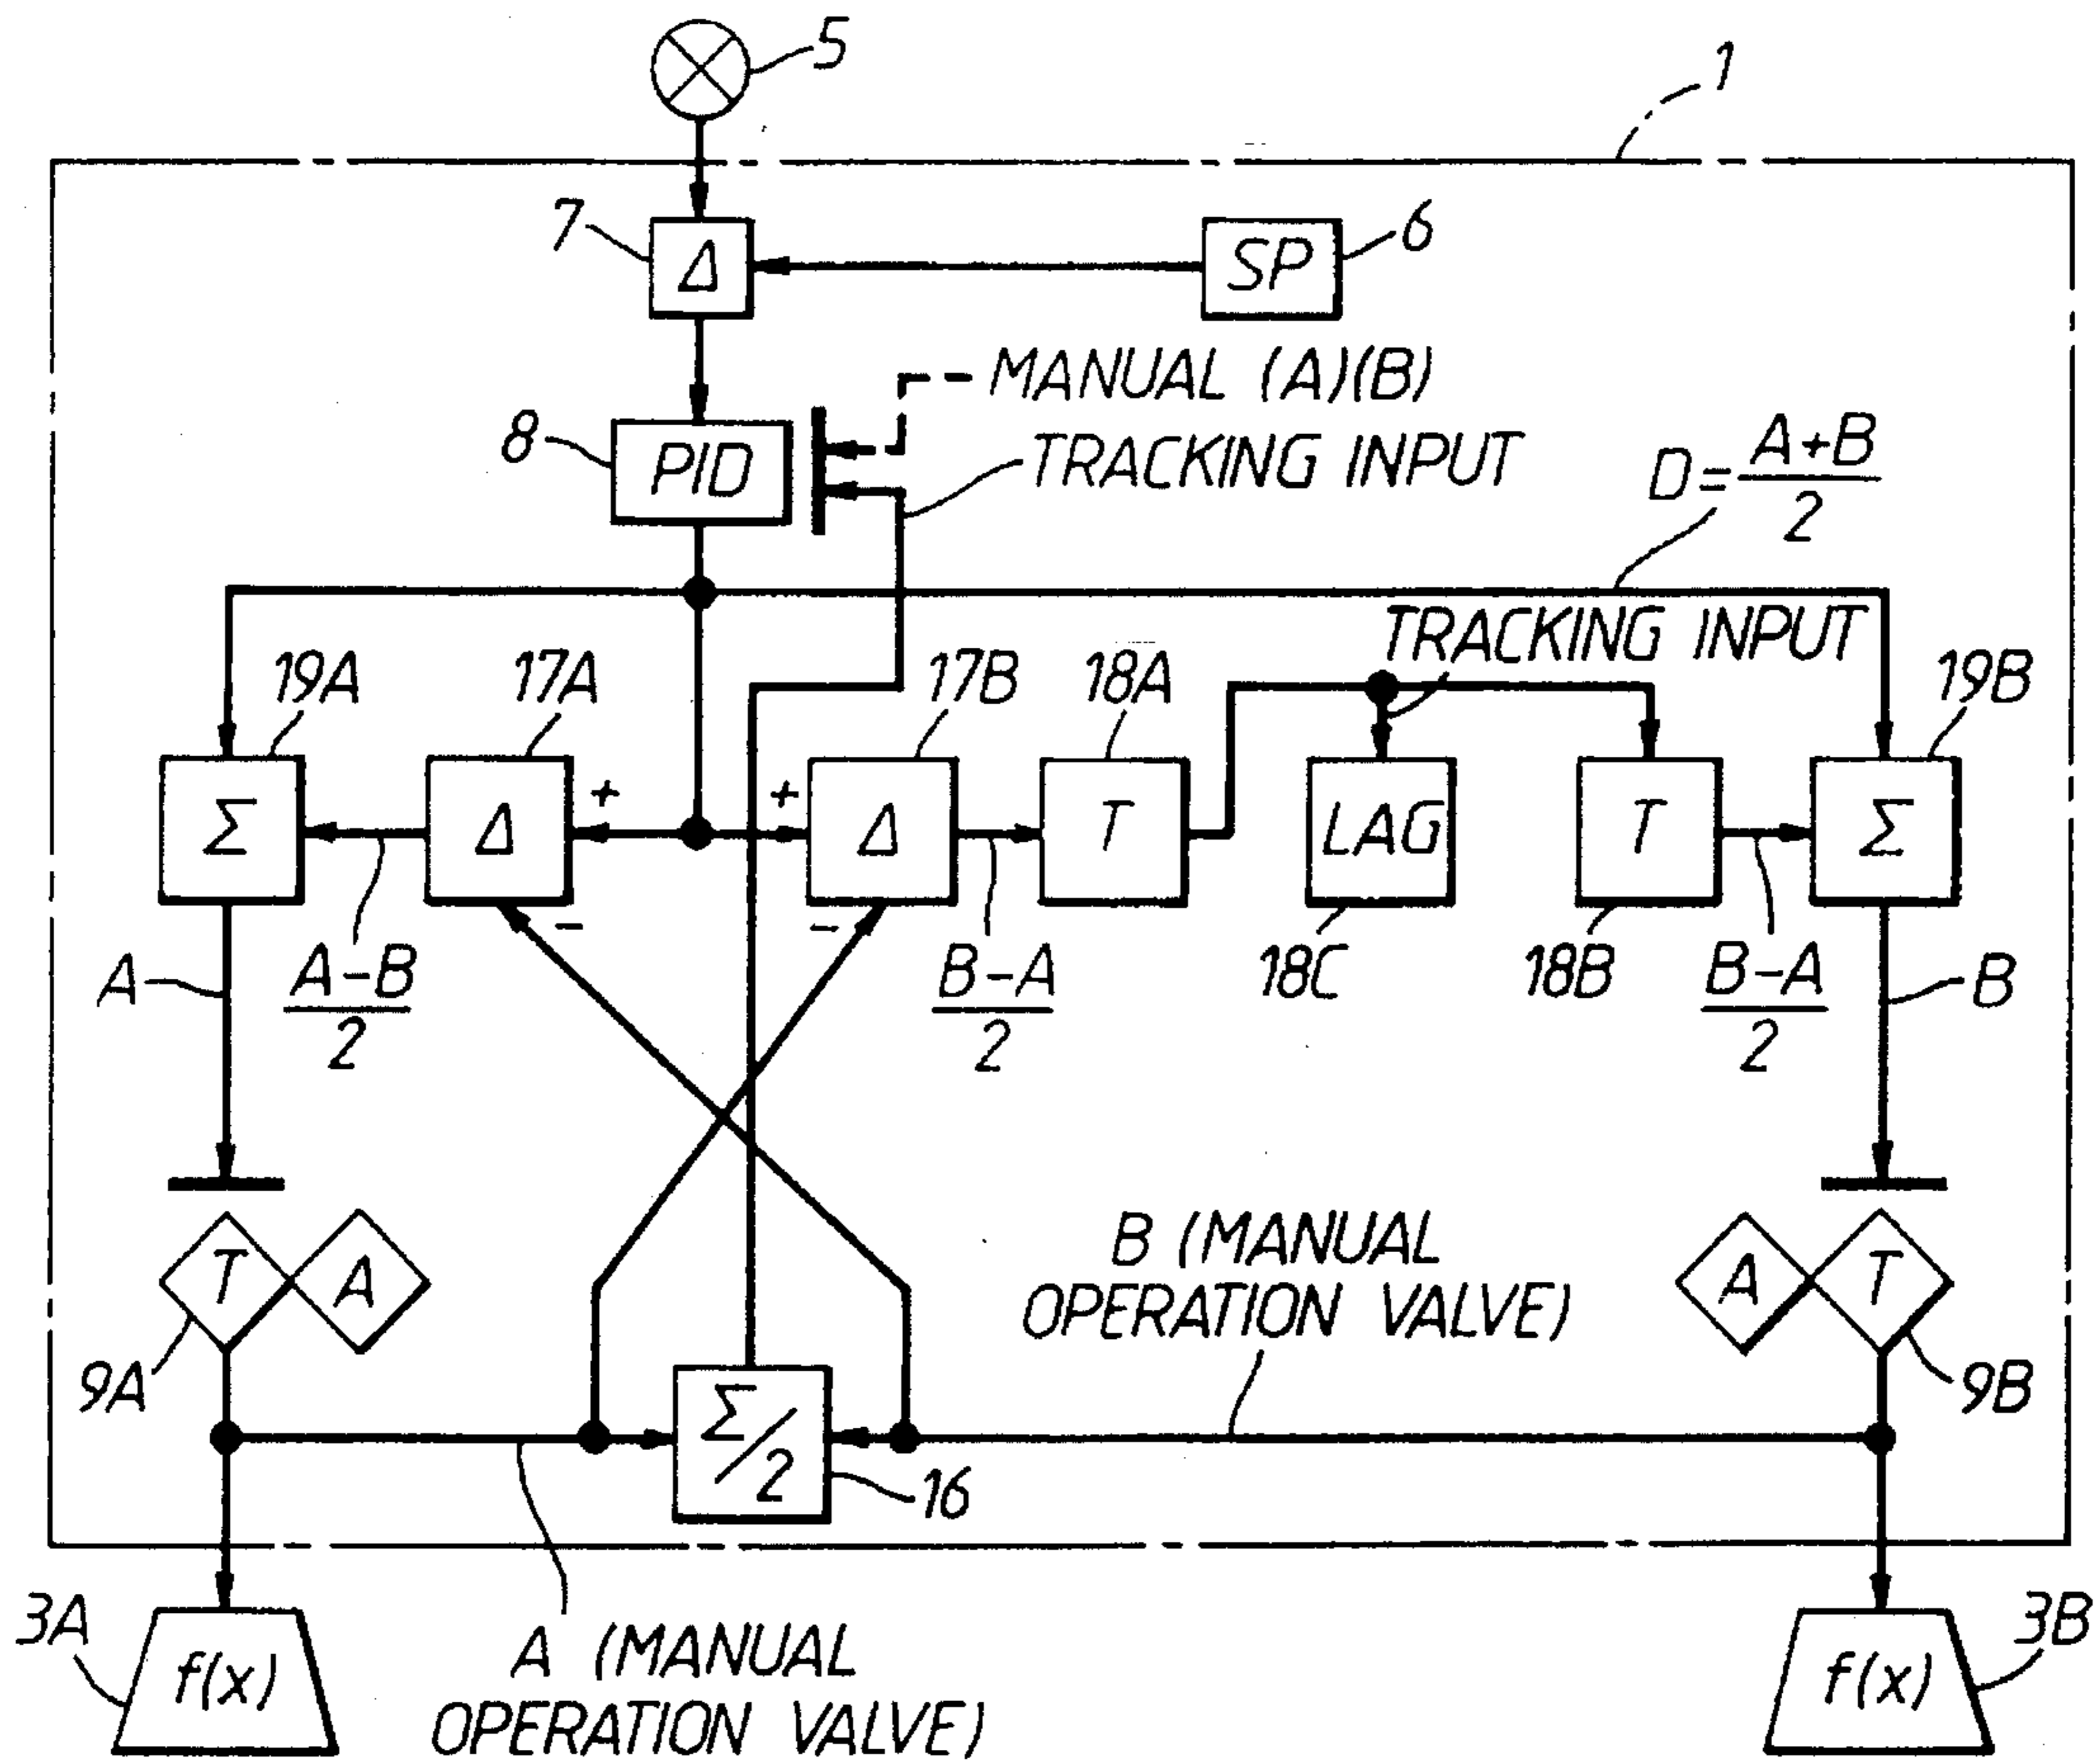 5
1
7
Δ
SP
6
MANUAL (A)(B)
8
PID
TRACKING INPUT
D = A+B
2
TRACKING INPUT
19A
17A
17B
18A
19B
Σ
Δ
+
+
Δ
T
LAG
T
Σ
-
-
A
A-B
2
B-A
2
18C
18B
B-A
2
B
T
A
B (MANUAL
OPERATION VALVE)
A
T
9A
9B
Σ/2
16
3A
f(x)
A (MANUAL
OPERATION VALVE)
f(x)
3B